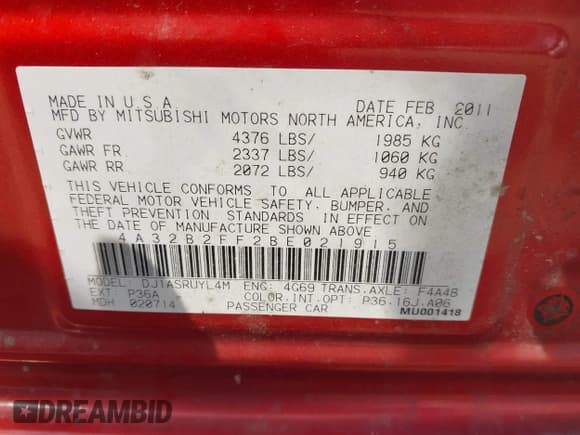 MADE IN U.S.A DATE FEB 2011
MFD BY MITSUBISHI MOTORS NORTH AMERICA, INC
GVWR 4376 LBS/ 1985 KG
GAWR FR 2337 LBS/ 1060 KG
GAWR RR 2072 LBS/ 940 KG
THIS VEHICLE CONFORMS TO ALL APPLICABLE
FEDERAL MOTOR VEHICLE SAFETY, BUMPER, AND
THEFT PREVENTION STANDARDS IN EFFECT ON
THE DATE OF MANUFACTURE SHOWN ABOVE
4A32B2FF2BE021915
MODEL: DJ1ASRUYL4M ENG: 4G69 TRANS.AXLE: F4A4B
EXT: P36A COLOR.INT.OPT: P36.16J.A06
MDH 020714 PASSENGER CAR MU001418
DREAMBID